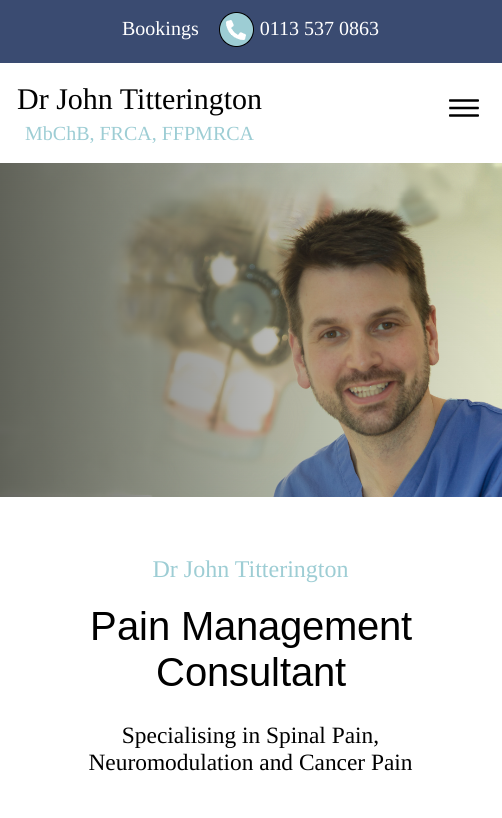 Bookings 0113 537 0863
Dr John Titterington
MbChB, FRCA, FFPMRCA
Dr John Titterington
Pain Management
Consultant
Specialising in Spinal Pain,
Neuromodulation and Cancer Pain